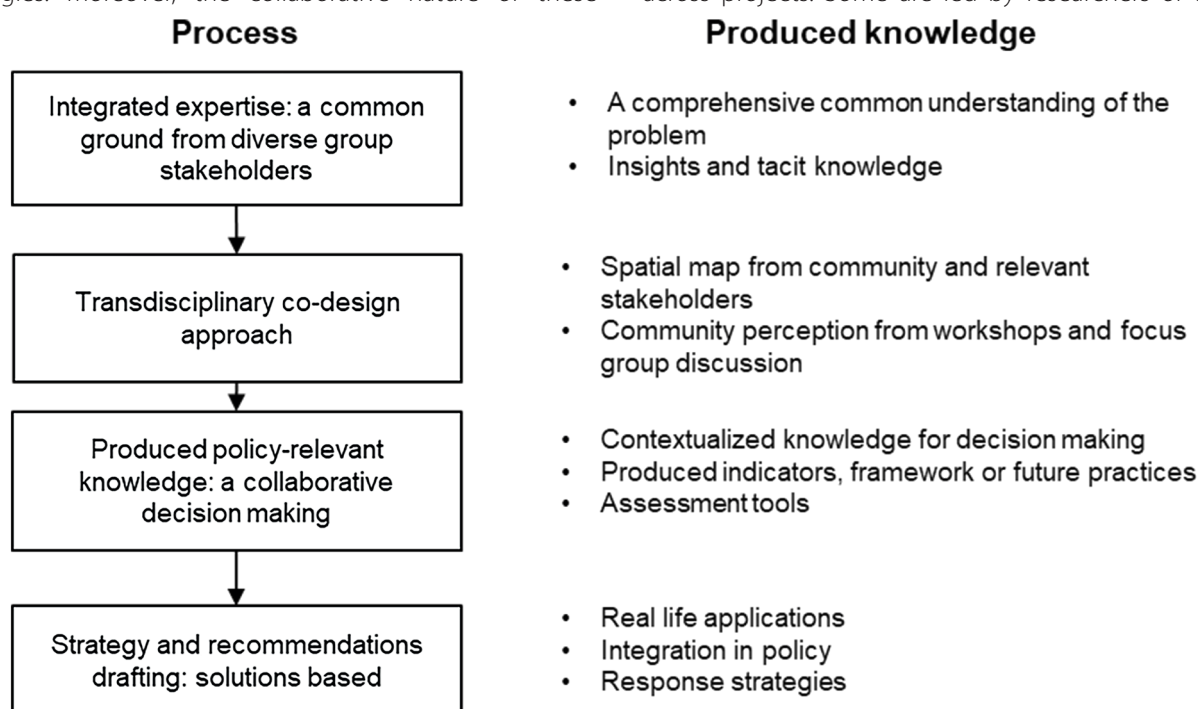 Process
Integrated expertise: a common
ground from diverse group
stakeholders
Transdisciplinary co-design
approach
Produced policy-relevant
knowledge: a collaborative
decision making
Strategy and recommendations
drafting: solutions based
Produced knowledge
• A comprehensive common understanding of the
problem
• Insights and tacit knowledge
• Spatial map from community and relevant
stakeholders
• Community perception from workshops and focus
group discussion
• Contextualized knowledge for decision making
• Produced indicators, framework or future practices
• Assessment tools
• Real life applications
• Integration in policy
• Response strategies